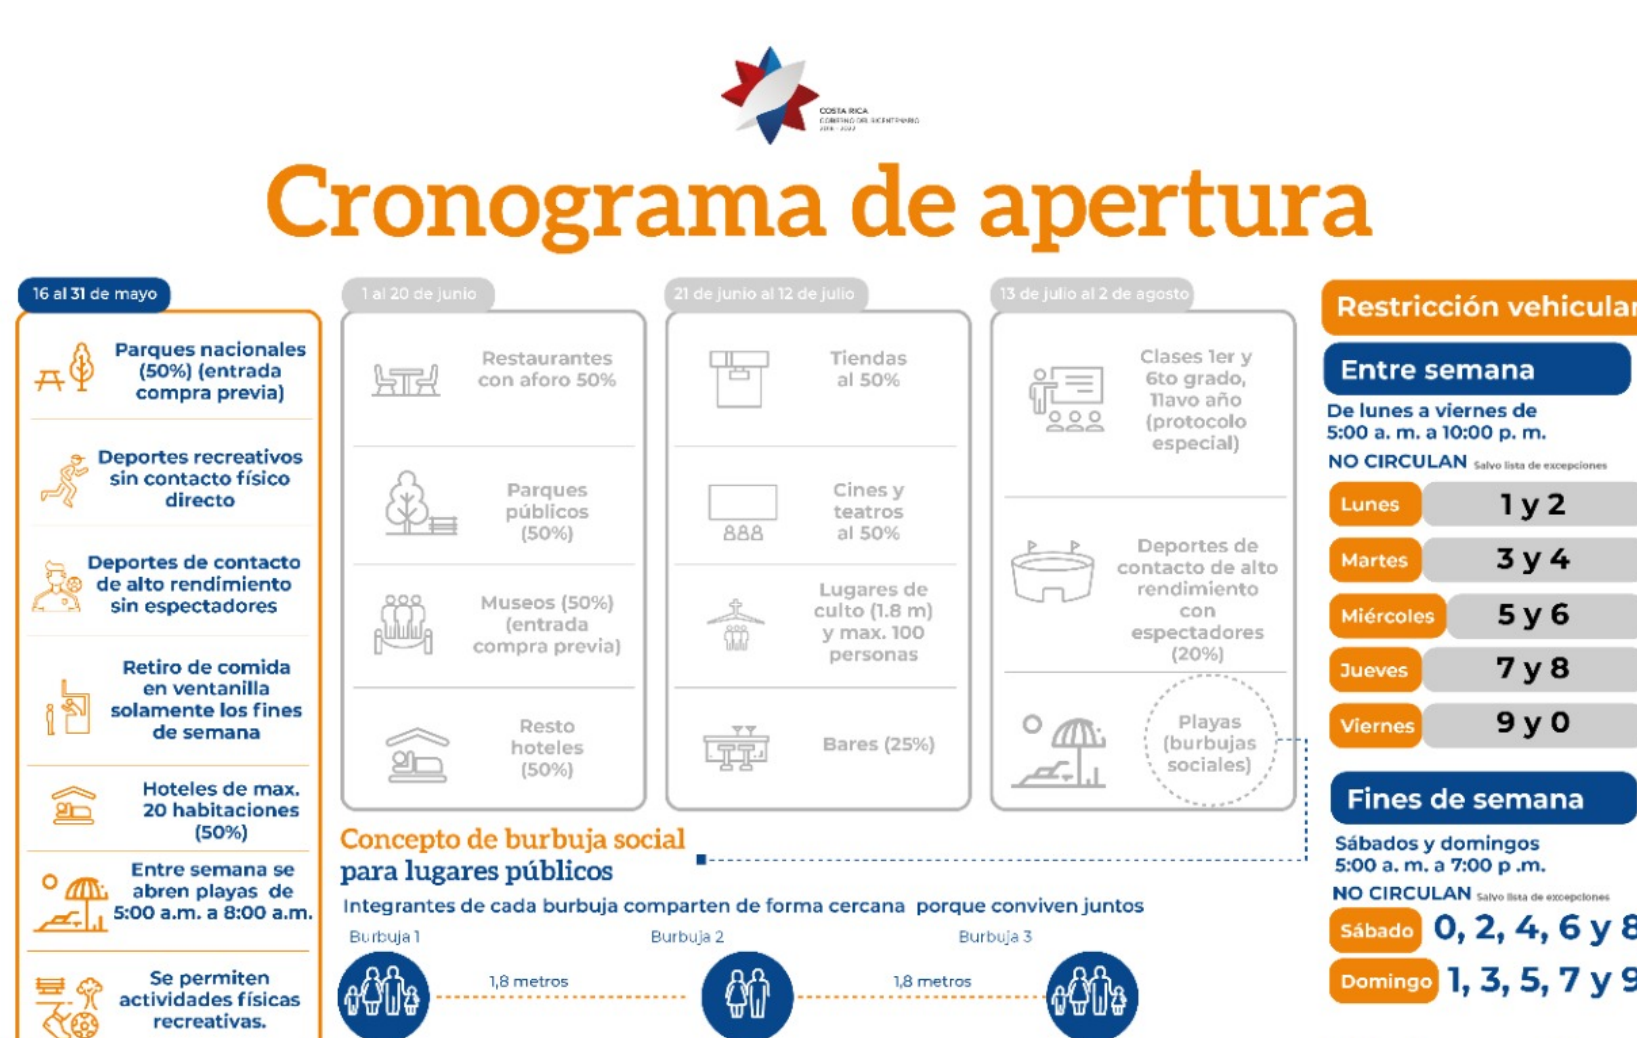 COSTA RICA
GOBIERNO DEL BICENTENARIO
2018 - 2022
Cronograma de apertura
16 al 31 de mayo
Parques nacionales
(50%) (entrada
compra previa)
Deportes recreativos
sin contacto físico
directo
Deportes de contacto
de alto rendimiento
sin espectadores
Retiro de comida
en ventanilla
solamente los fines
de semana
Hoteles de max.
20 habitaciones
(50%)
Entre semana se
abren playas de
5:00 a.m. a 8:00 a.m.
Se permiten
actividades físicas
recreativas.
1 al 20 de junio
Restaurantes
con aforo 50%
Parques
públicos
(50%)
Museos (50%)
(entrada
compra previa)
Resto
hoteles
(50%)
21 de junio al 12 de julio
Tiendas
al 50%
Cines y
teatros
al 50%
Lugares de
culto (1.8 m)
y max. 100
personas
Bares (25%)
13 de julio al 2 de agosto
Clases 1er y
6to grado,
11avo año
(protocolo
especial)
Deportes de
contacto de alto
rendimiento
con
espectadores
(20%)
Playas
(burbujas
sociales)
Concepto de burbuja social
para lugares públicos
Integrantes de cada burbuja comparten de forma cercana porque conviven juntos
Burbuja 1
Burbuja 2
Burbuja 3
1,8 metros
1,8 metros
Restricción vehicular
Entre semana
De lunes a viernes de
5:00 a. m. a 10:00 p. m.
NO CIRCULAN Salvo lista de excepciones
Lunes 1 y 2
Martes 3 y 4
Miércoles 5 y 6
Jueves 7 y 8
Viernes 9 y 0
Fines de semana
Sábados y domingos
5:00 a. m. a 7:00 p .m.
NO CIRCULAN Salvo lista de excepciones
Sábado 0, 2, 4, 6 y 8
Domingo 1, 3, 5, 7 y 9